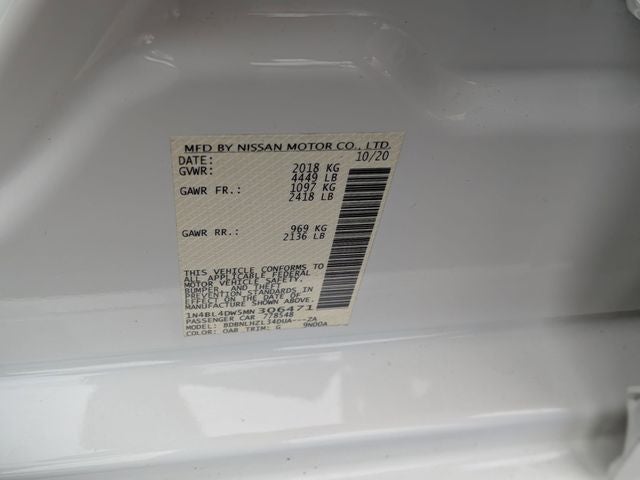 MFD BY NISSAN MOTOR CO., LTD.
DATE: 10/20
GVWR: 2018 KG
4449 LB
GAWR FR.: 1097 KG
2418 LB
GAWR RR.: 969 KG
2136 LB
THIS VEHICLE CONFORMS TO
ALL APPLICABLE FEDERAL
MOTOR VEHICLE SAFETY,
BUMPER, AND THEFT
PREVENTION STANDARDS
IN EFFECT ON THE DATE OF
MANUFACTURE SHOWN ABOVE.
1N4BL4DW5MN306471
PASSENGER CAR 778548
MODEL: BDBNLHZL34DUA---ZA
COLOR: QAB TRIM: G 9N00A